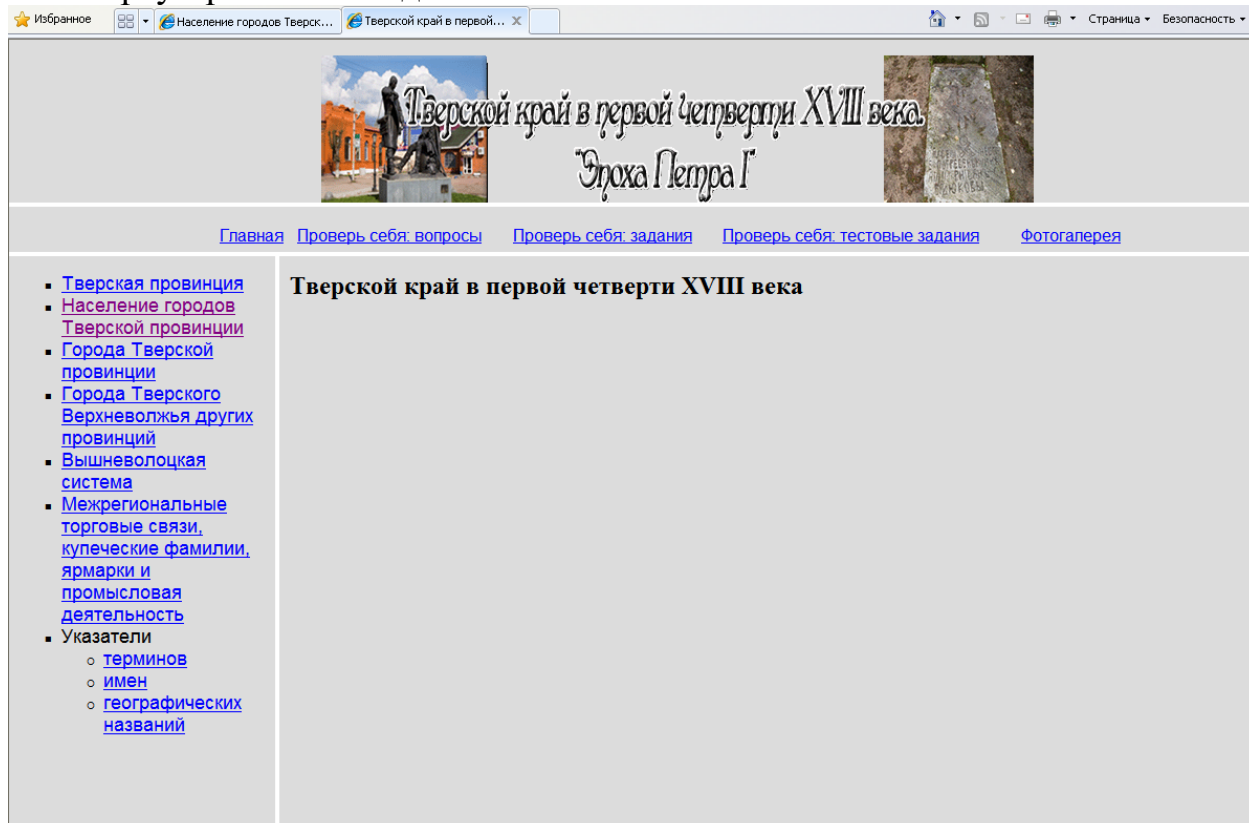 Избранное
Население городов Тверск...
Тверской край в первой...
X
Страница
Безопасность
Тверской край в первой четверти XVIII века.
"Эпоха Петра I"
Главная Проверь себя: вопросы Проверь себя: задания Проверь себя: тестовые задания Фотогалерея
Тверская провинция
Население городов
Тверской провинции
Города Тверской
провинции
Города Тверского
Верхневолжья других
провинций
Вышневолоцкая
система
Межрегиональные
торговые связи,
купеческие фамилии,
ярмарки и
промысловая
деятельность
Указатели
терминов
имен
географических
названий
Тверской край в первой четверти XVIII века